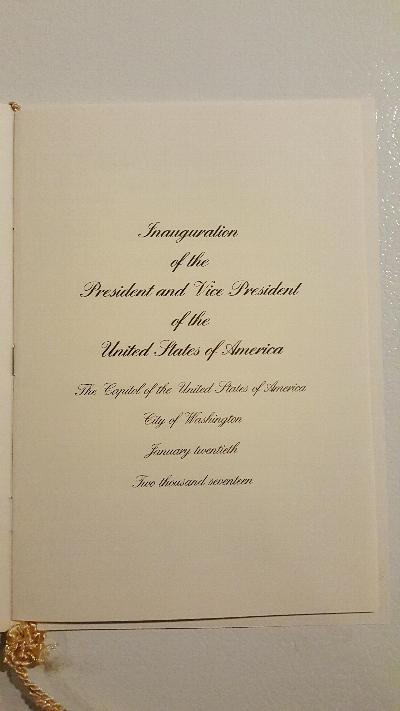 Inauguration
of the
President and Vice President
of the
United States of America
The Capitol of the United States of America
City of Washington
January twentieth
Two thousand seventeen